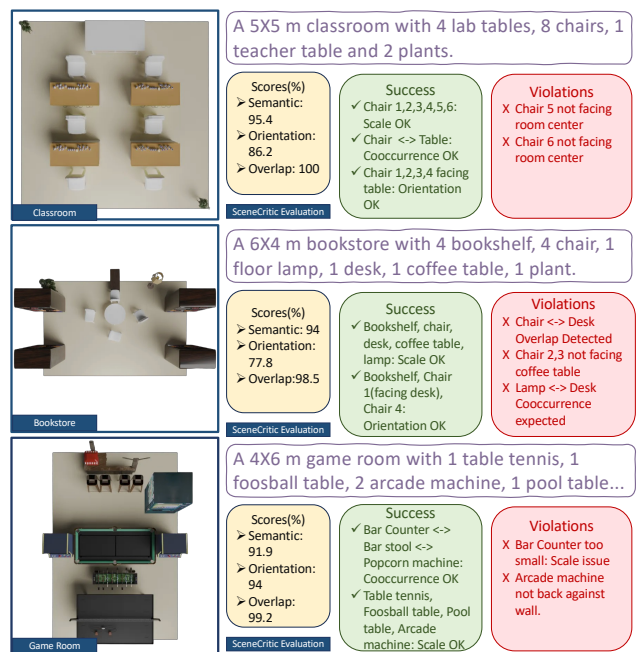 A 5X5 m classroom with 4 lab tables, 8 chairs, 1
teacher table and 2 plants.
Scores(%)
➢ Semantic:
95.4
➢ Orientation:
86.2
➢ Overlap: 100
SceneCritic Evaluation
Success
✓ Chair 1,2,3,4,5,6:
Scale OK
✓ Chair <-> Table:
Cooccurrence OK
✓ Chair 1,2,3,4 facing
table: Orientation
OK
Violations
X Chair 5 not facing
room center
X Chair 6 not facing
room center
Classroom
A 6X4 m bookstore with 4 bookshelf, 4 chair, 1
floor lamp, 1 desk, 1 coffee table, 1 plant.
Scores(%)
➢ Semantic: 94
➢ Orientation:
77.8
➢ Overlap:98.5
SceneCritic Evaluation
Success
✓ Bookshelf, chair,
desk, coffee table,
lamp: Scale OK
✓ Bookshelf, Chair
1(facing desk),
Chair 4:
Orientation OK
Violations
X Chair <-> Desk
Overlap Detected
X Chair 2,3 not facing
coffee table
X Lamp <-> Desk
Cooccurrence
expected
Bookstore
A 4X6 m game room with 1 table tennis, 1
foosball table, 2 arcade machine, 1 pool table...
Scores(%)
➢ Semantic:
91.9
➢ Orientation:
94
➢ Overlap:
99.2
SceneCritic Evaluation
Success
✓ Bar Counter <->
Bar stool <->
Popcorn machine:
Cooccurrence OK
✓ Table tennis,
Foosball table, Pool
table, Arcade
machine: Scale OK
Violations
X Bar Counter too
small: Scale issue
X Arcade machine
not back against
wall.
Game Room